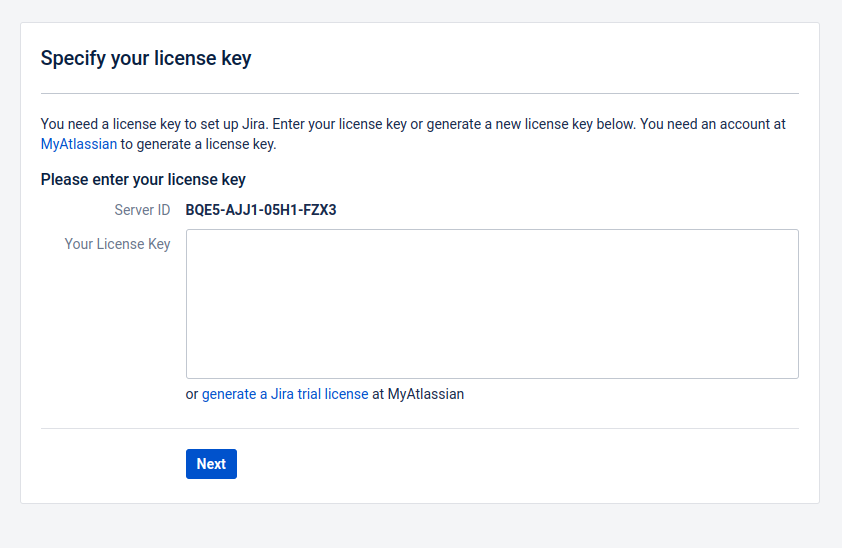 Specify your license key
You need a license key to set up Jira. Enter your license key or generate a new license key below. You need an account at
MyAtlassian to generate a license key.
Please enter your license key
Server ID BQE5-AJJ1-05H1-FZX3
Your License Key
or generate a Jira trial license at MyAtlassian
Next